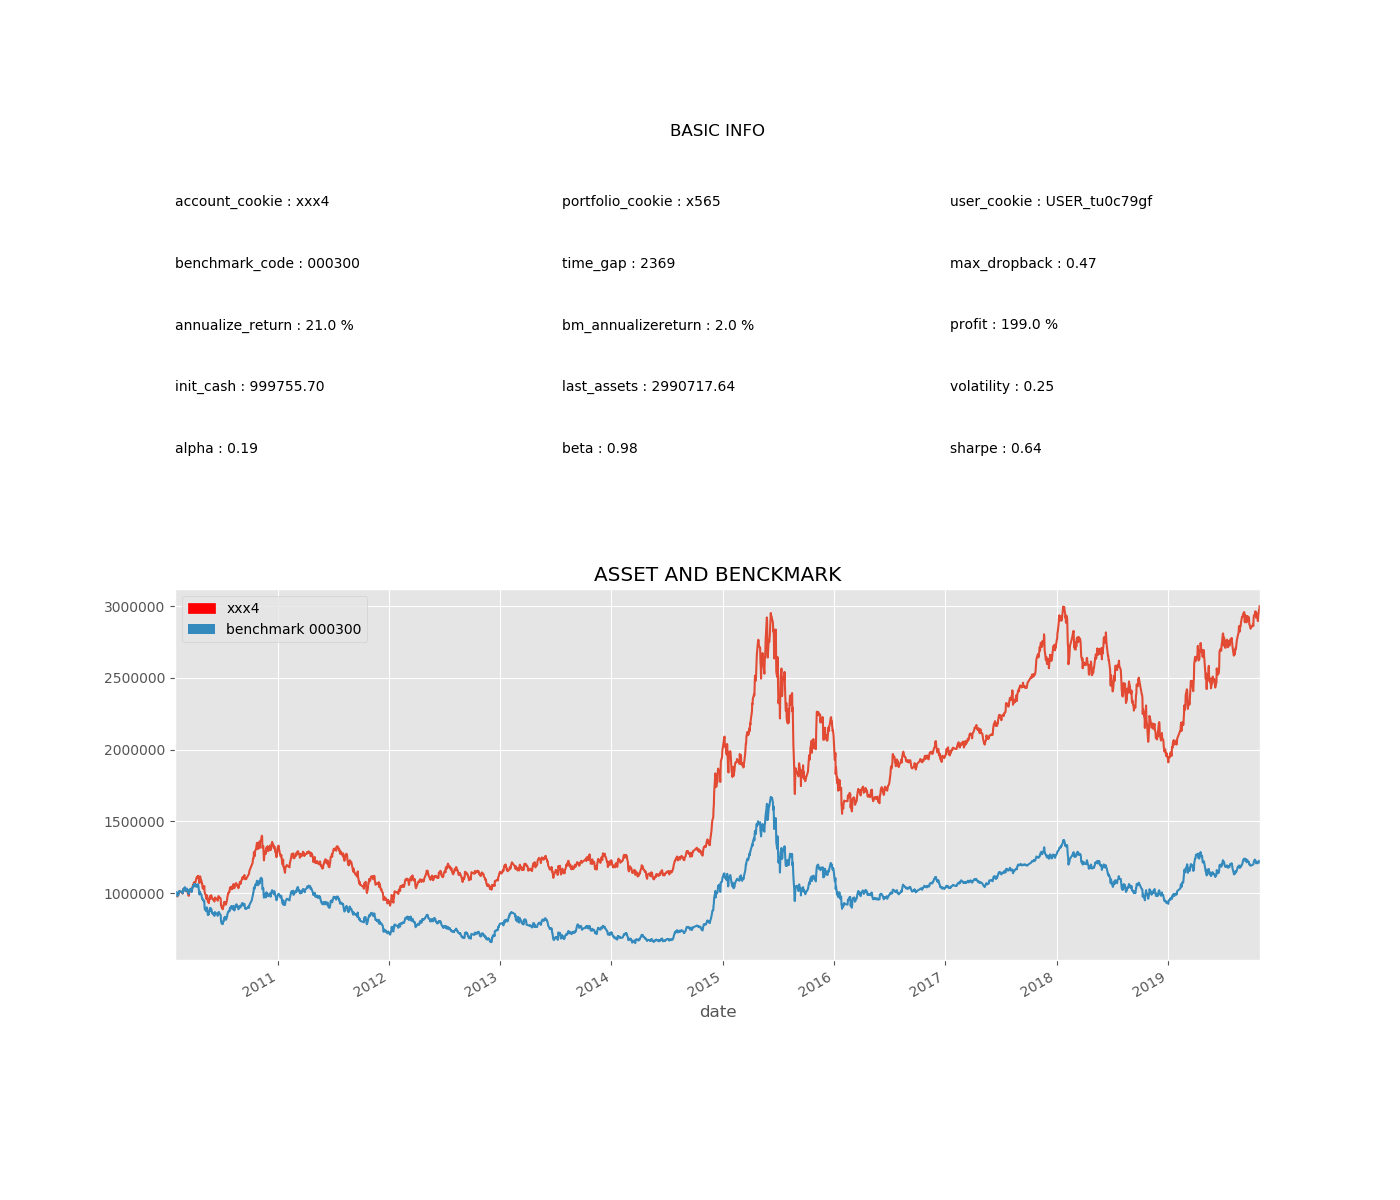 BASIC INFO
account_cookie : xxx4
portfolio_cookie : x565
user_cookie : USER_tu0c79gf
benchmark_code : 000300
time_gap : 2369
max_dropback : 0.47
annualize_return : 21.0 %
bm_annualizereturn : 2.0 %
profit : 199.0 %
init_cash : 999755.70
last_assets : 2990717.64
volatility : 0.25
alpha : 0.19
beta : 0.98
sharpe : 0.64
ASSET AND BENCKMARK
xxx4
benchmark 000300
3000000
2500000
2000000
1500000
1000000
2011
2012
2013
2014
2015
2016
2017
2018
2019
date